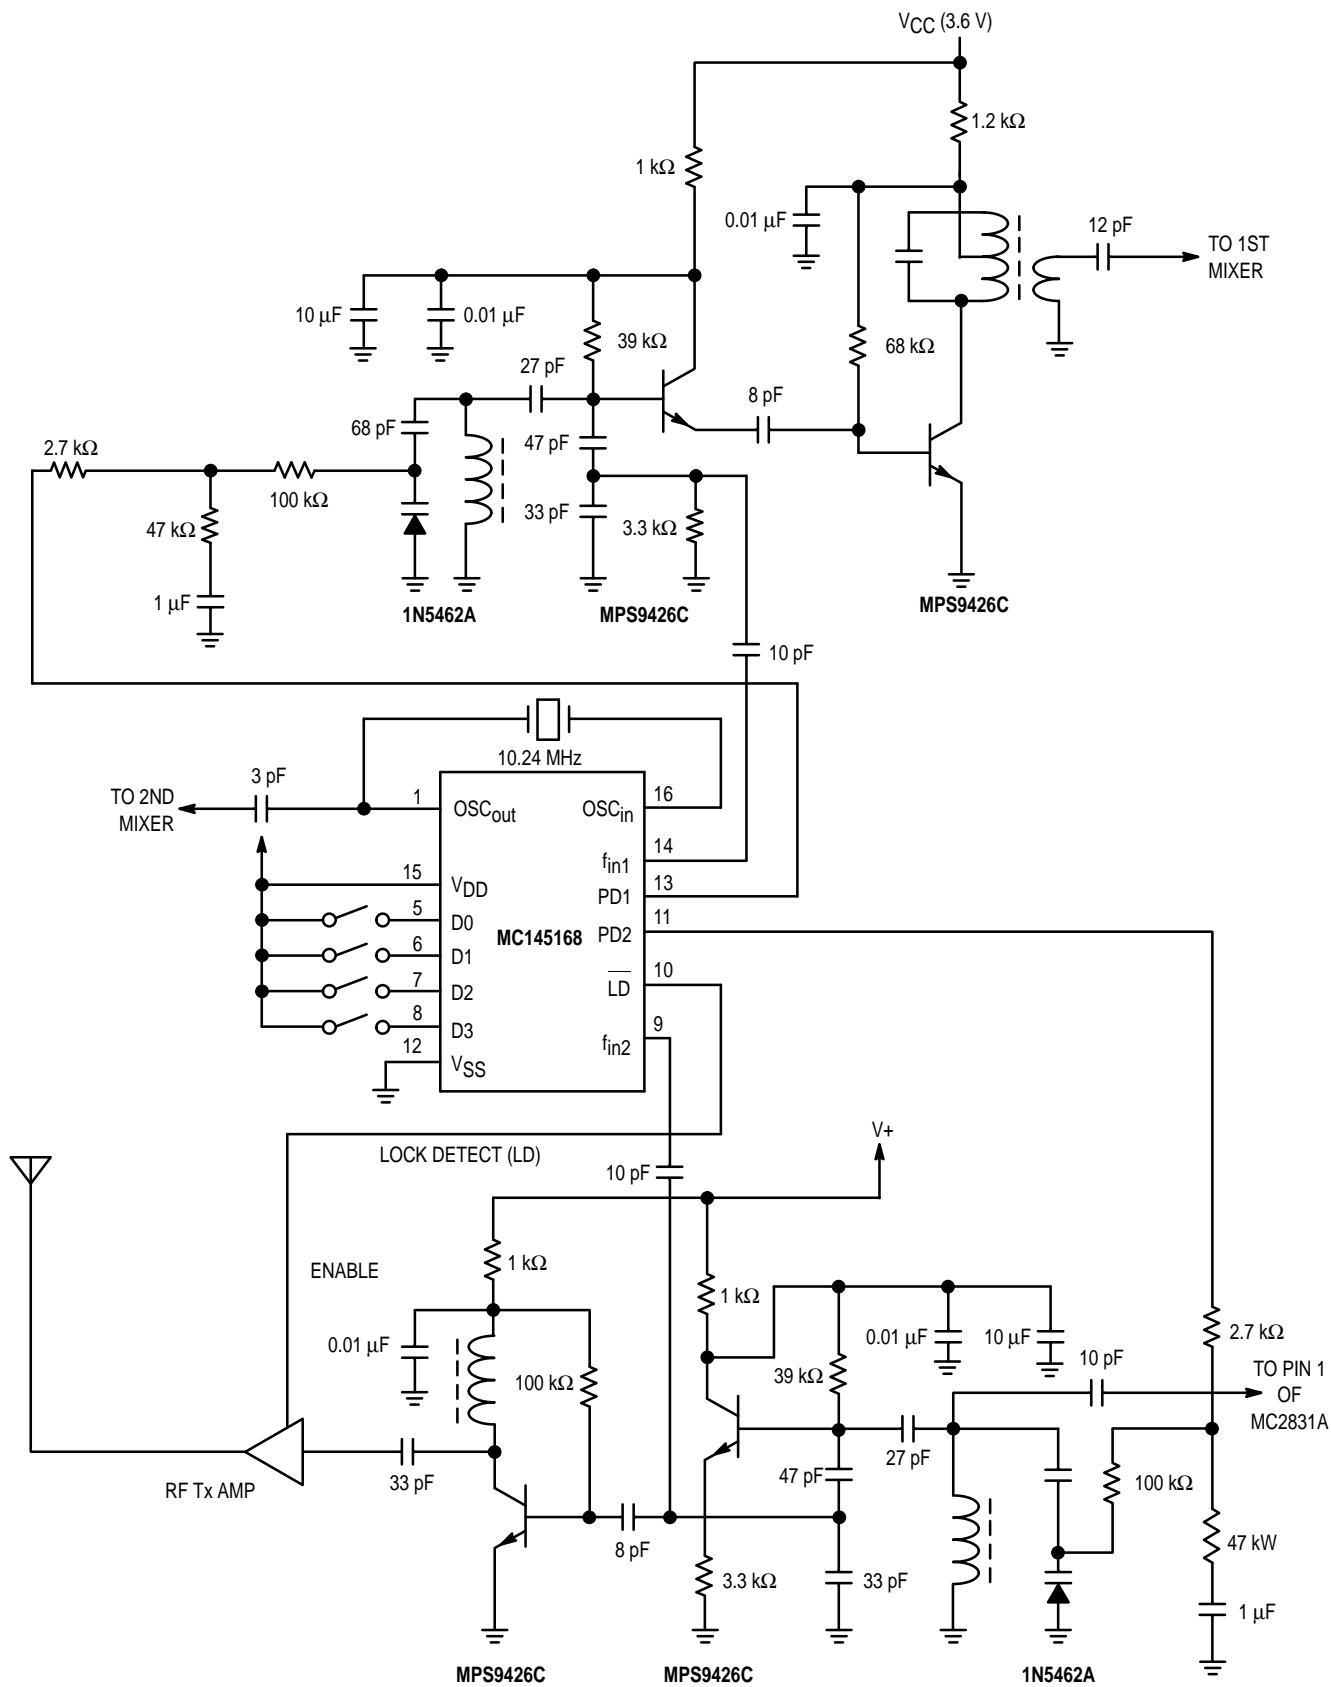 VCC (3.6 V)
1.2 kΩ
1 kΩ
0.01 µF
12 pF
TO 1ST
MIXER
10 µF
0.01 µF
39 kΩ
68 kΩ
27 pF
8 pF
68 pF
47 pF
2.7 kΩ
100 kΩ
33 pF
3.3 kΩ
47 kΩ
1 µF
1N5462A
MPS9426C
MPS9426C
10 pF
10.24 MHz
3 pF
TO 2ND
MIXER
1
OSCout
OSCin
16
fin1
14
15
VDD
PD1
13
5
D0
MC145168
PD2
11
6
D1
7
D2
LD
10
8
D3
fin2
9
12
VSS
LOCK DETECT (LD)
V+
10 pF
ENABLE
1 kΩ
1 kΩ
0.01 µF
100 kΩ
39 kΩ
0.01 µF
10 µF
2.7 kΩ
10 pF
TO PIN 1
OF
MC2831A
RF Tx AMP
33 pF
27 pF
47 pF
100 kΩ
8 pF
3.3 kΩ
33 pF
47 kW
1 µF
MPS9426C
MPS9426C
1N5462A